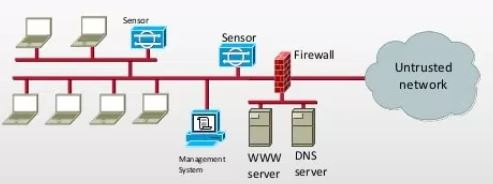 Sensor
Sensor
Firewall
Untrusted
network
Management
System
WWW
server
DNS
server